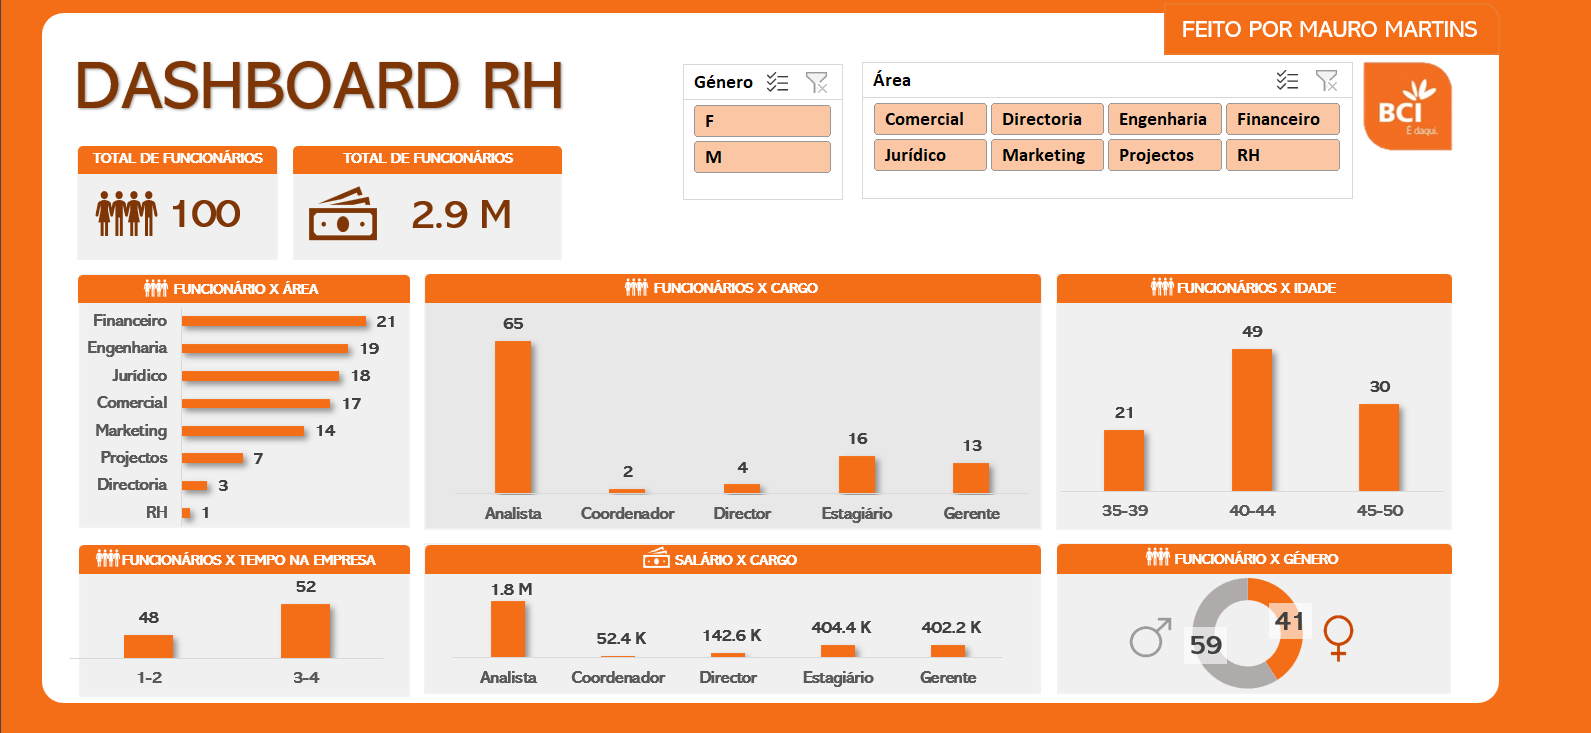 FEITO POR MAURO MARTINS
DASHBOARD RH
Género
F
M
Área
Comercial
Directoria
Engenharia
Financeiro
Jurídico
Marketing
Projectos
RH
BCI
É daqui.
TOTAL DE FUNCIONÁRIOS
100
TOTAL DE FUNCIONÁRIOS
2.9 M
FUNCIONÁRIO X ÁREA
Financeiro 21
Engenharia 19
Jurídico 18
Comercial 17
Marketing 14
Projectos 7
Directoria 3
RH 1
FUNCIONÁRIOS X CARGO
65 2 4 16 13
Analista Coordenador Director Estagiário Gerente
FUNCIONÁRIOS X IDADE
21 49 30
35-39 40-44 45-50
FUNCIONÁRIOS X TEMPO NA EMPRESA
48 52
1-2 3-4
SALÁRIO X CARGO
1.8 M 52.4 K 142.6 K 404.4 K 402.2 K
Analista Coordenador Director Estagiário Gerente
FUNCIONÁRIO X GÉNERO
59 41